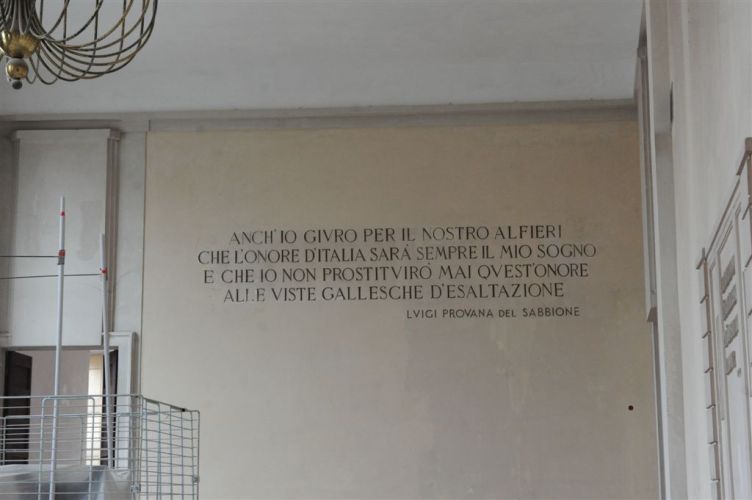 ANCH'IO GIVRO PER IL NOSTRO ALFIERI
CHE L'ONORE D'ITALIA SARÀ SEMPRE IL MIO SOGNO
E CHE IO NON PROSTITVIRÒ MAI QVEST'ONORE
ALLE VISTE GALLESCHE D'ESALTAZIONE
LVIGI PROVANA DEL SABBIONE